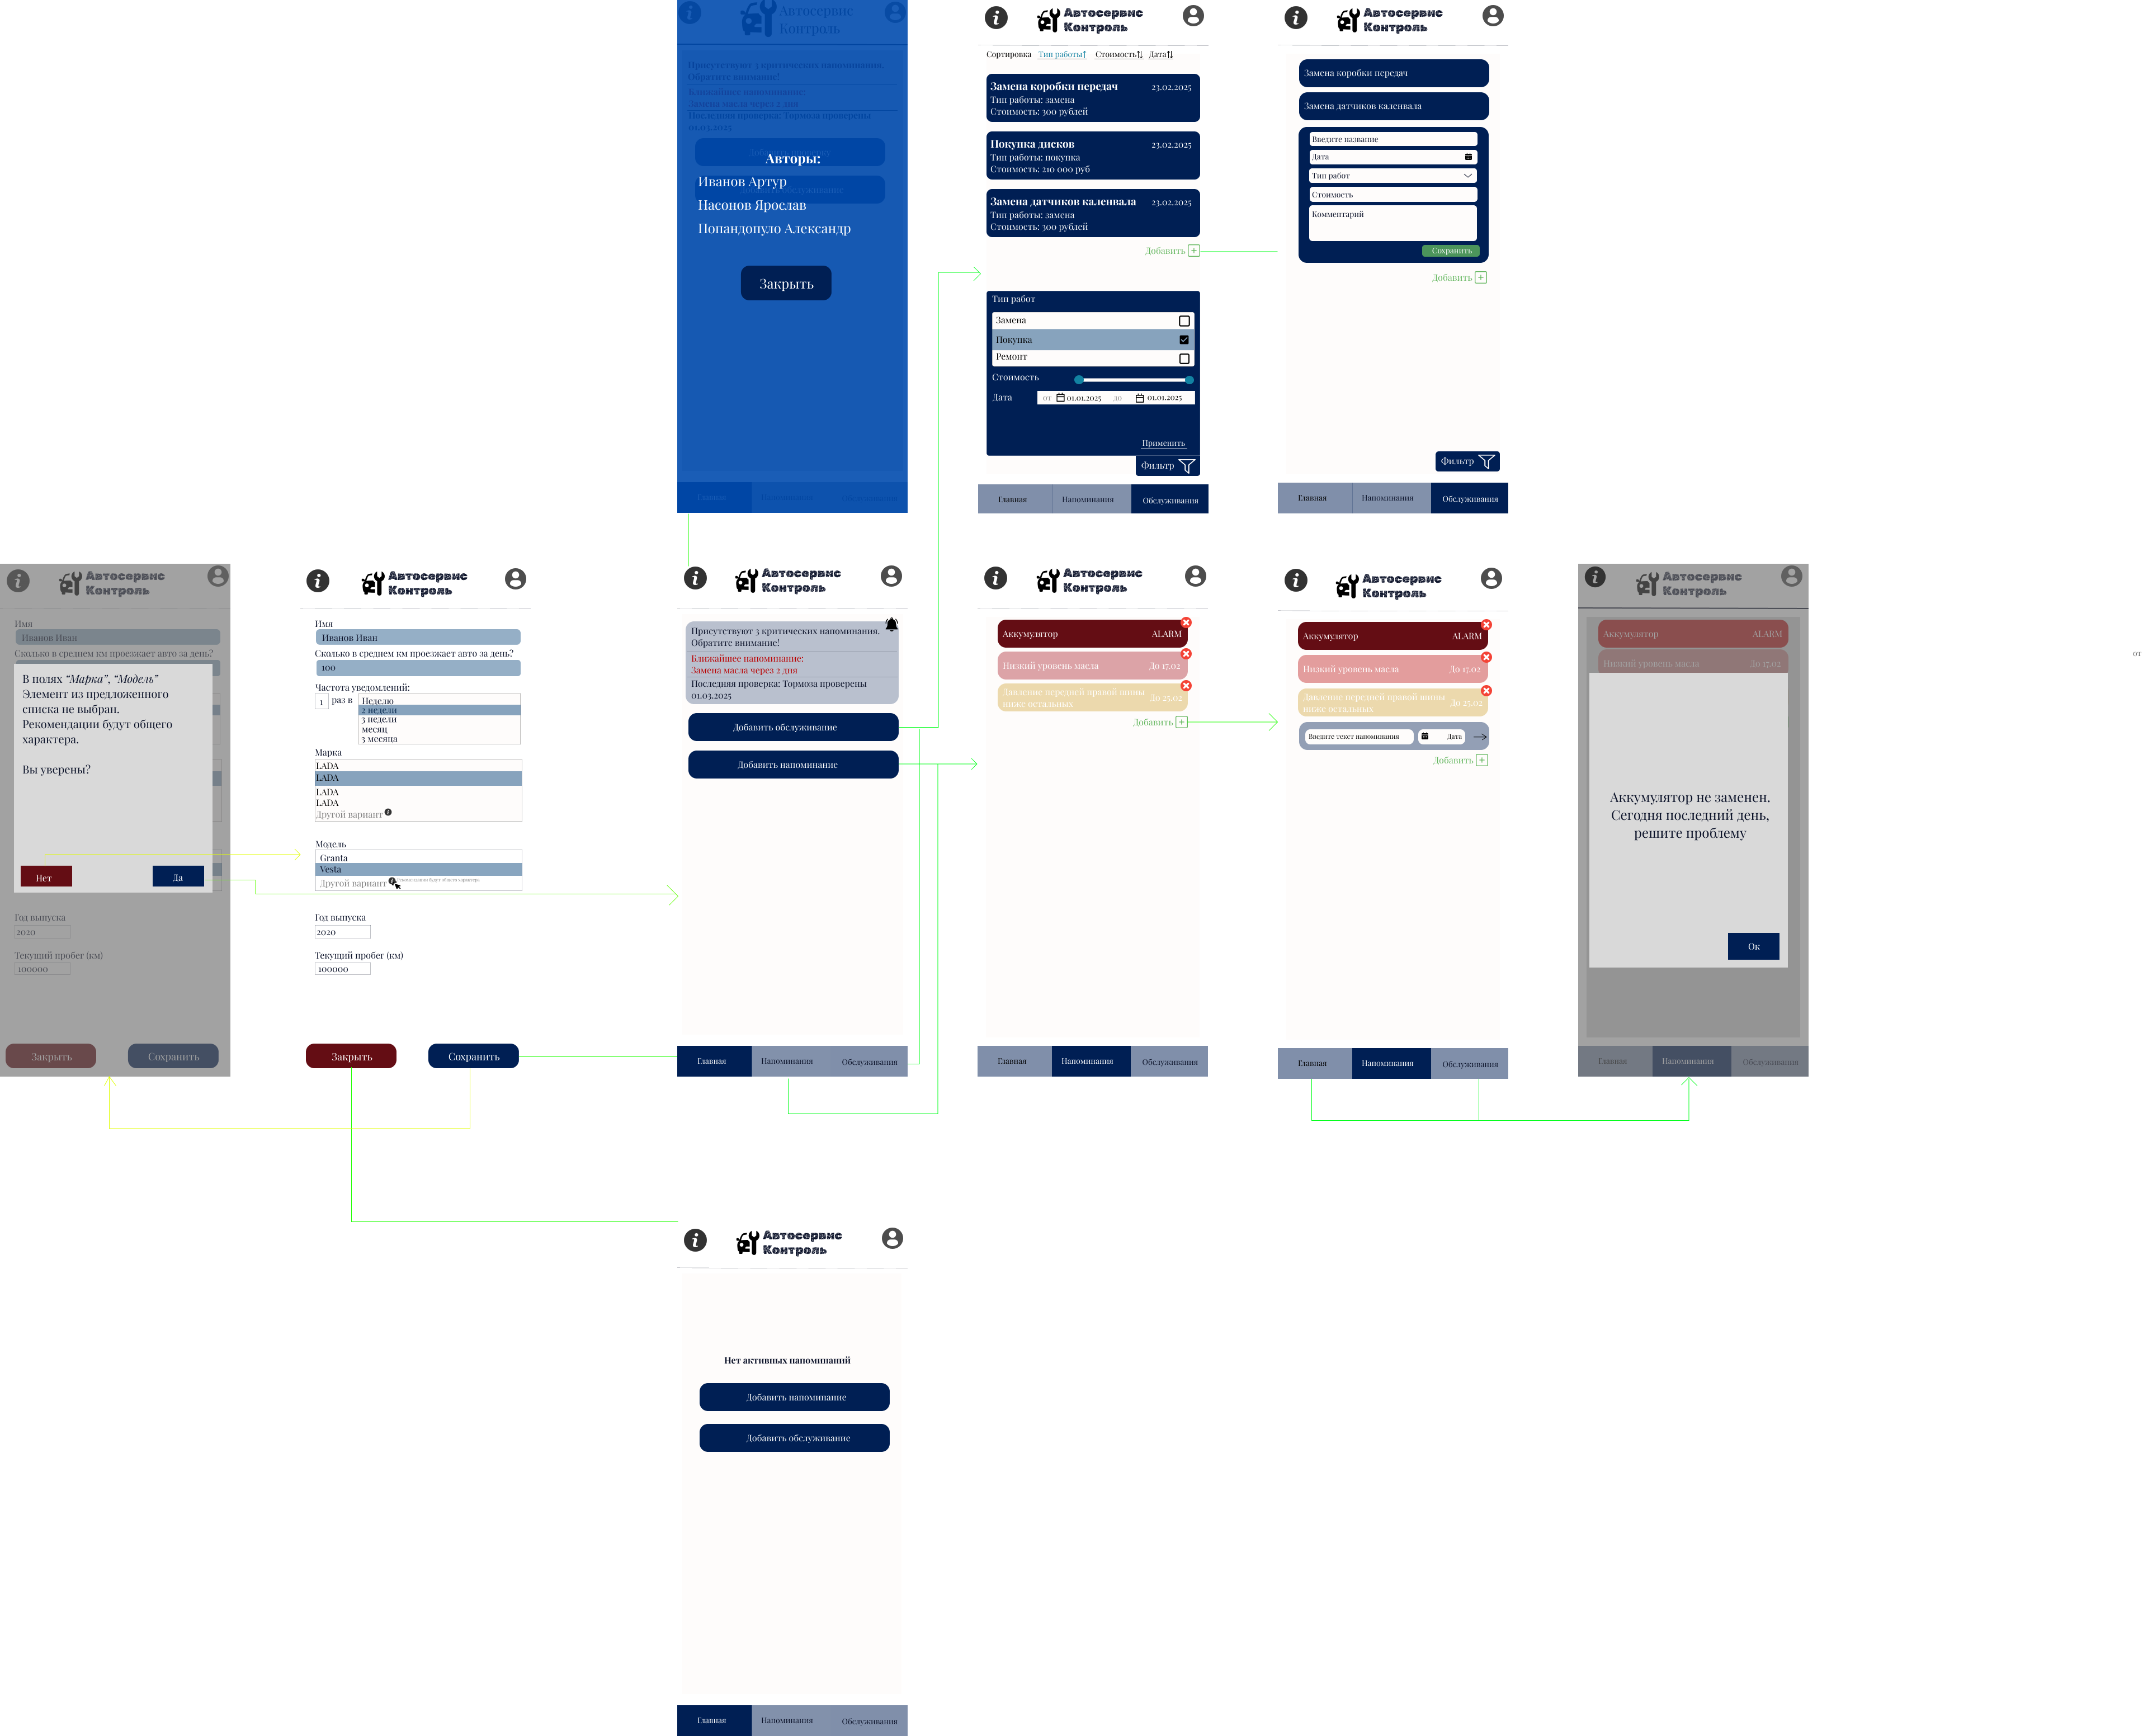 Автосервис
Контроль
Присутствуют 3 критических напоминания.
Обратите внимание!
Ближайшее напоминание:
Замена масла через 2 дня
Последняя проверка: Тормоза проверены
01.03.2025
Авторы:
Иванов Артур
Насонов Ярослав
Попандопуло Александр
Закрыть
Главная
Напоминания
Обслуживания
Автосервис
Контроль
Сортировка Тип работы Стоимость Дата
Замена коробки передач 23.02.2025
Тип работы: замена
Стоимость: 300 рублей
Покупка дисков 23.02.2025
Тип работы: покупка
Стоимость: 210 000 руб
Замена датчиков каленвала 23.02.2025
Тип работы: замена
Стоимость: 300 рублей
Добавить
Тип работ
Замена
Покупка
Ремонт
Стоимость
Дата от 01.01.2025 до 01.01.2025
Применить
Фильтр
Главная Напоминания Обслуживания
Автосервис
Контроль
Замена коробки передач
Замена датчиков каленвала
Введите название
Дата
Тип работ
Стоимость
Комментарий
Сохранить
Добавить
Фильтр
Главная Напоминания Обслуживания
Автосервис
Контроль
Имя
Иванов Иван
Сколько в среднем км проезжает авто за день?
В полях “Марка”, “Модель”
Элемент из предложенного
списка не выбран.
Рекомендации будут общего
характера.
Вы уверены?
Нет Да
Год выпуска
2020
Текущий пробег (км)
100000
Закрыть Сохранить
Автосервис
Контроль
Имя
Иванов Иван
Сколько в среднем км проезжает авто за день?
100
Частота уведомлений:
1 раз в Неделю
2 недели
3 недели
месяц
3 месяца
Марка
LADA
LADA
LADA
LADA
Другой вариант
Модель
Granta
Vesta
Другой вариант Рекомендации будут общего характера
Год выпуска
2020
Текущий пробег (км)
100000
Закрыть Сохранить
Автосервис
Контроль
Присутствуют 3 критических напоминания.
Обратите внимание!
Ближайшее напоминание:
Замена масла через 2 дня
Последняя проверка: Тормоза проверены
01.03.2025
Добавить обслуживание
Добавить напоминание
Главная Напоминания Обслуживания
Автосервис
Контроль
Аккумулятор ALARM
Низкий уровень масла До 17.02
Давление передней правой шины
ниже остальных До 25.02
Добавить
Главная Напоминания Обслуживания
Автосервис
Контроль
Аккумулятор ALARM
Низкий уровень масла До 17.02
Давление передней правой шины
ниже остальных До 25.02
Введите текст напоминания Дата
Добавить
Главная Напоминания Обслуживания
Автосервис
Контроль
Аккумулятор ALARM
Низкий уровень масла До 17.02
Аккумулятор не заменен.
Сегодня последний день,
решите проблему
Ок
Главная Напоминания Обслуживания
от
Автосервис
Контроль
Нет активных напоминаний
Добавить напоминание
Добавить обслуживание
Главная Напоминания Обслуживания